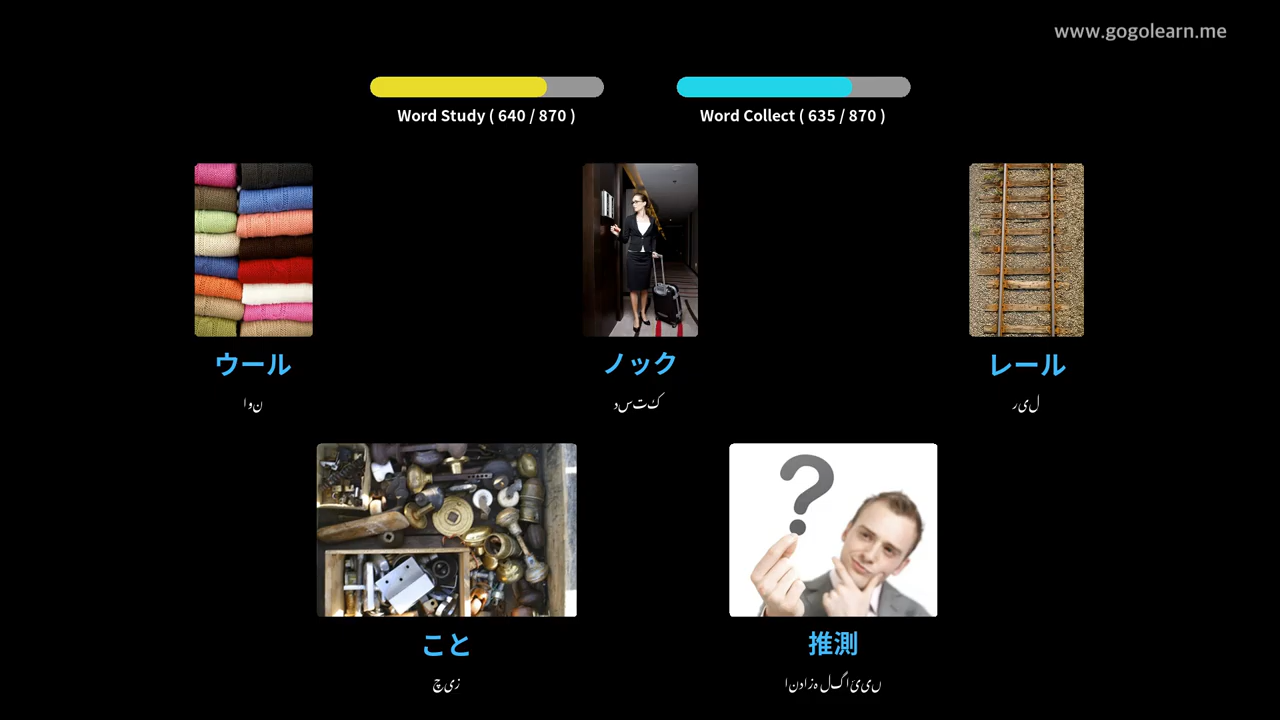 www.gogolearn.me
Word Study ( 640 / 870 )
Word Collect ( 635 / 870 )
ウール
ノック
レール
اون
دستک
ریل
こと
推測
چیز
اندازہ لگائیں